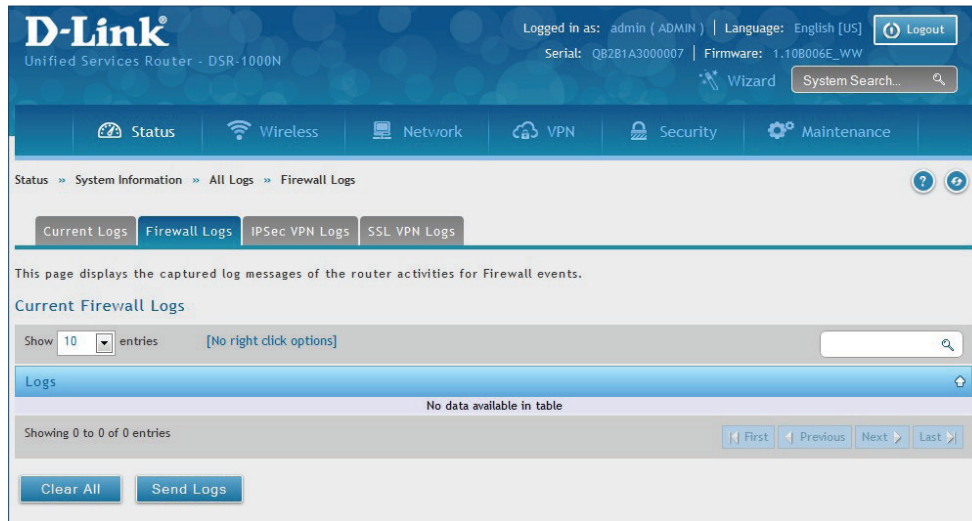 D-Link®
Unified Services Router - DSR-1000N
Logged in as: admin ( ADMIN ) | Language: English [US]
Logout
Serial: QB2B1A3000007 | Firmware: 1.10B006E_WW
Wizard
System Search...
Status Wireless Network VPN Security Maintenance
Status » System Information » All Logs » Firewall Logs
Current Logs Firewall Logs IPSec VPN Logs SSL VPN Logs
This page displays the captured log messages of the router activities for Firewall events.
Current Firewall Logs
Show 10 entries [No right click options]
Logs
No data available in table
Showing 0 to 0 of 0 entries
First Previous Next Last
Clear All Send Logs